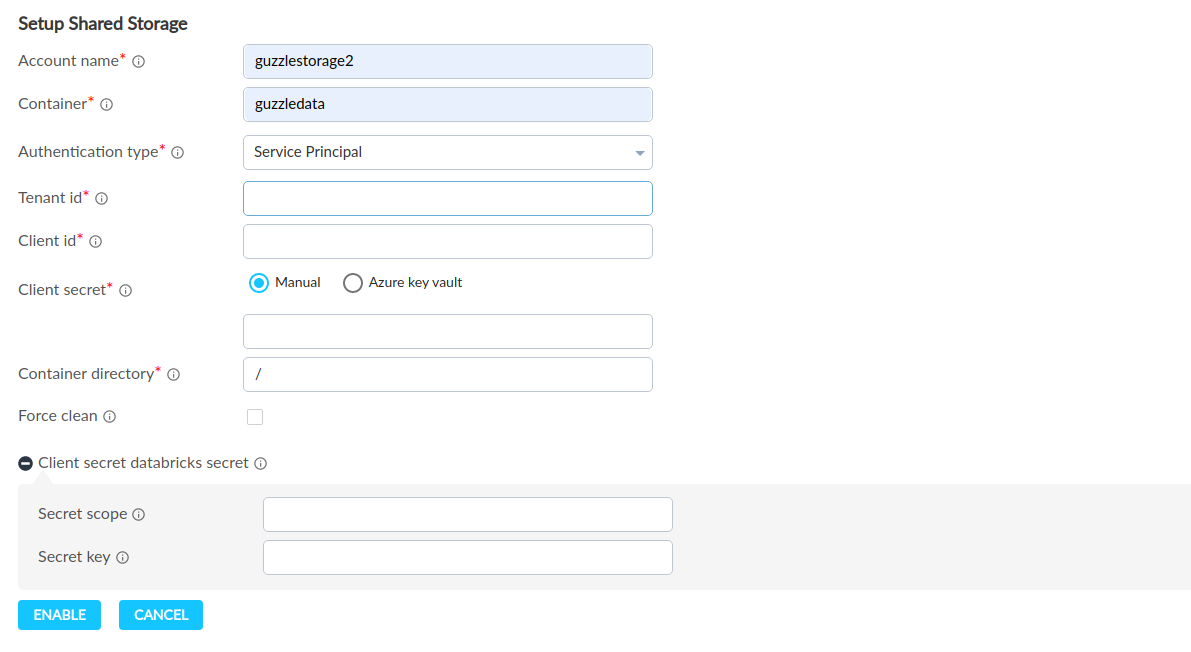 Setup Shared Storage
Account name* guzzlestorage2
Container* guzzledata
Authentication type* Service Principal
Tenant id*
Client id*
Client secret* Manual Azure key vault
Container directory* /
Force clean
Client secret databricks secret
Secret scope
Secret key
ENABLE CANCEL